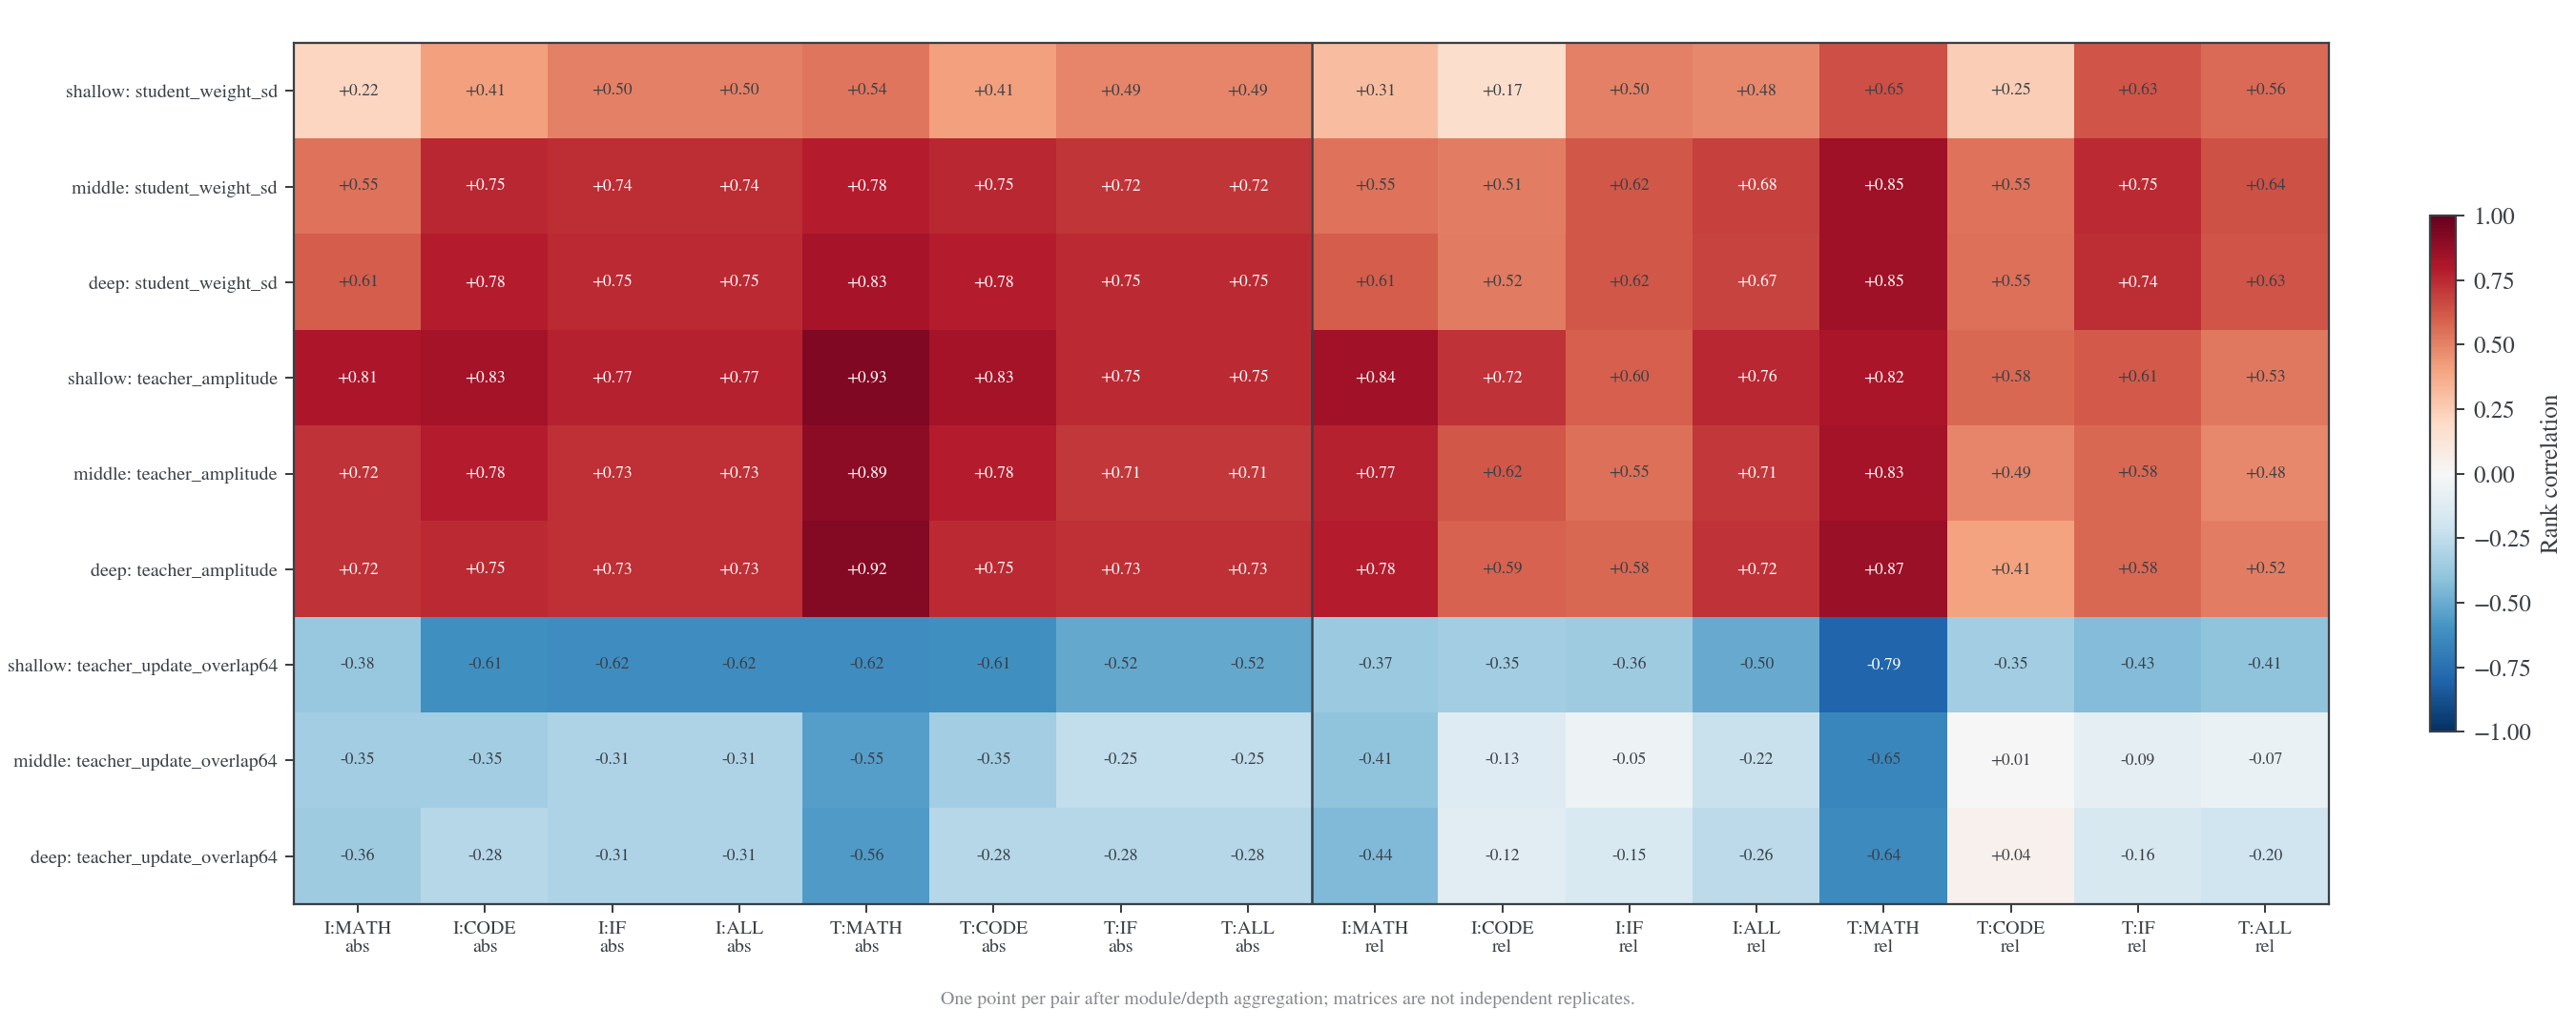 shallow: student_weight_sd +0.22 +0.41 +0.50 +0.50 +0.54 +0.41 +0.49 +0.49 +0.31 +0.17 +0.50 +0.48 +0.65 +0.25 +0.63 +0.56
middle: student_weight_sd +0.55 +0.75 +0.74 +0.74 +0.78 +0.75 +0.72 +0.72 +0.55 +0.51 +0.62 +0.68 +0.85 +0.55 +0.75 +0.64
deep: student_weight_sd +0.61 +0.78 +0.75 +0.75 +0.83 +0.78 +0.75 +0.75 +0.61 +0.52 +0.62 +0.67 +0.85 +0.55 +0.74 +0.63
shallow: teacher_amplitude +0.81 +0.83 +0.77 +0.77 +0.93 +0.83 +0.75 +0.75 +0.84 +0.72 +0.60 +0.76 +0.82 +0.58 +0.61 +0.53
middle: teacher_amplitude +0.72 +0.78 +0.73 +0.73 +0.89 +0.78 +0.71 +0.71 +0.77 +0.62 +0.55 +0.71 +0.83 +0.49 +0.58 +0.48
deep: teacher_amplitude +0.72 +0.75 +0.73 +0.73 +0.92 +0.75 +0.73 +0.73 +0.78 +0.59 +0.58 +0.72 +0.87 +0.41 +0.58 +0.52
shallow: teacher_update_overlap64 -0.38 -0.61 -0.62 -0.62 -0.62 -0.61 -0.52 -0.52 -0.37 -0.35 -0.36 -0.50 -0.79 -0.35 -0.43 -0.41
middle: teacher_update_overlap64 -0.35 -0.35 -0.31 -0.31 -0.55 -0.35 -0.25 -0.25 -0.41 -0.13 -0.05 -0.22 -0.65 +0.01 -0.09 -0.07
deep: teacher_update_overlap64 -0.36 -0.28 -0.31 -0.31 -0.56 -0.28 -0.28 -0.28 -0.44 -0.12 -0.15 -0.26 -0.64 +0.04 -0.16 -0.20
I:MATH I:CODE I:IF I:ALL T:MATH T:CODE T:IF T:ALL I:MATH I:CODE I:IF I:ALL T:MATH T:CODE T:IF T:ALL
abs abs abs abs abs abs abs abs rel rel rel rel rel rel rel rel
One point per pair after module/depth aggregation; matrices are not independent replicates.
1.00
0.75
0.50
0.25
0.00
−0.25
−0.50
−0.75
−1.00
Rank correlation